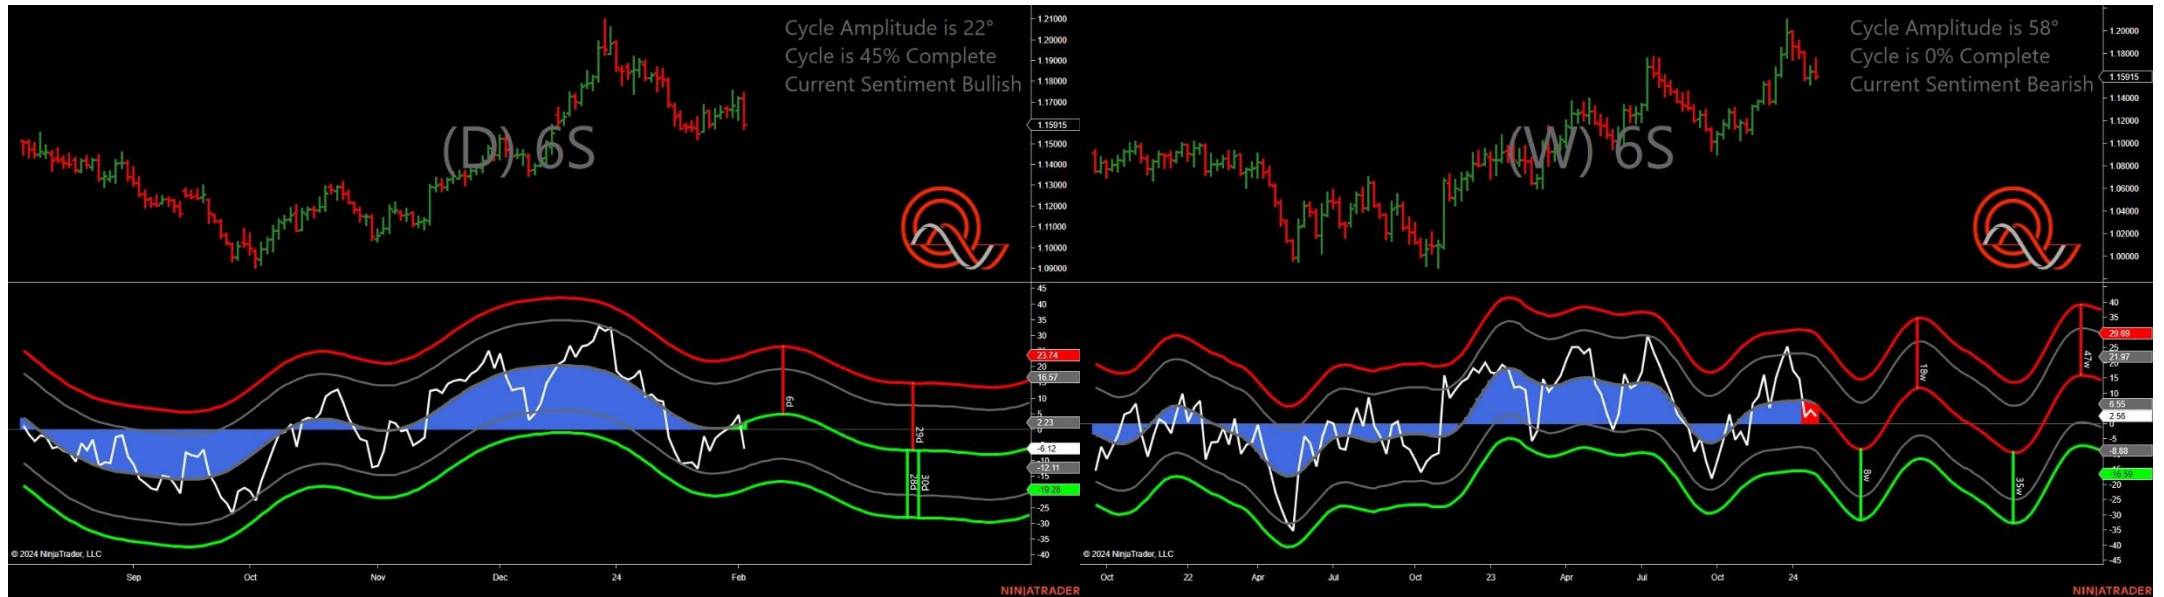 Cycle Amplitude is 22°
Cycle is 45% Complete
Current Sentiment Bullish
(D) 6S
1.21000
1.20000
1.19000
1.18000
1.17000
1.15915
1.15000
1.14000
1.13000
1.12000
1.11000
1.10000
1.09000
45
40
35
30
23.74
20
16.57
10
5
2.23
0
-6.12
-10
-12.11
-19.28
-25
-30
-35
-40
6d
29d
28d
30d
© 2024 NinjaTrader, LLC
Sep
Oct
Nov
Dec
24
Feb
NINJATRADER
Cycle Amplitude is 58°
Cycle is 0% Complete
Current Sentiment Bearish
(W) 6S
1.20000
1.18000
1.15915
1.14000
1.12000
1.10000
1.08000
1.06000
1.04000
1.02000
1.00000
40
35
29.69
25
21.97
15
10
6.55
2.56
0
-5
-8.88
-16.59
-20
-25
-30
-35
-40
-45
18w
47w
8w
35w
© 2024 NinjaTrader, LLC
Oct
22
Apr
Jul
Oct
23
Apr
Jul
Oct
24
NINJATRADER